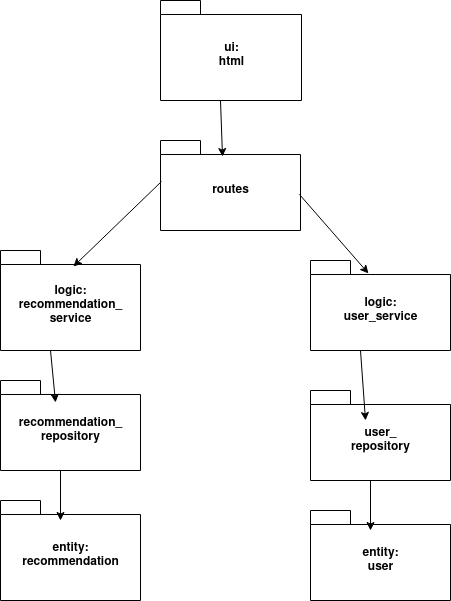 ui:
html
routes
logic:
recommendation_
service
logic:
user_service
recommendation_
repository
user_
repository
entity:
recommendation
entity:
user